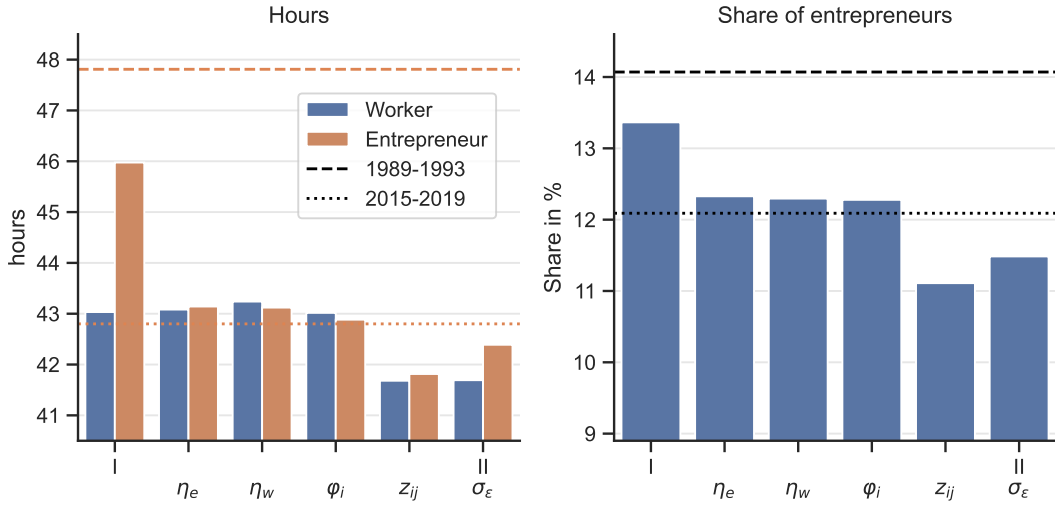 Hours
48
47
46
45
44
43
42
41
hours
Worker
Entrepreneur
1989-1993
2015-2019
I
II
ηe
ηw
φi
zij
σε
Share of entrepreneurs
14
13
12
11
10
9
Share in %
I
II
ηe
ηw
φi
zij
σε